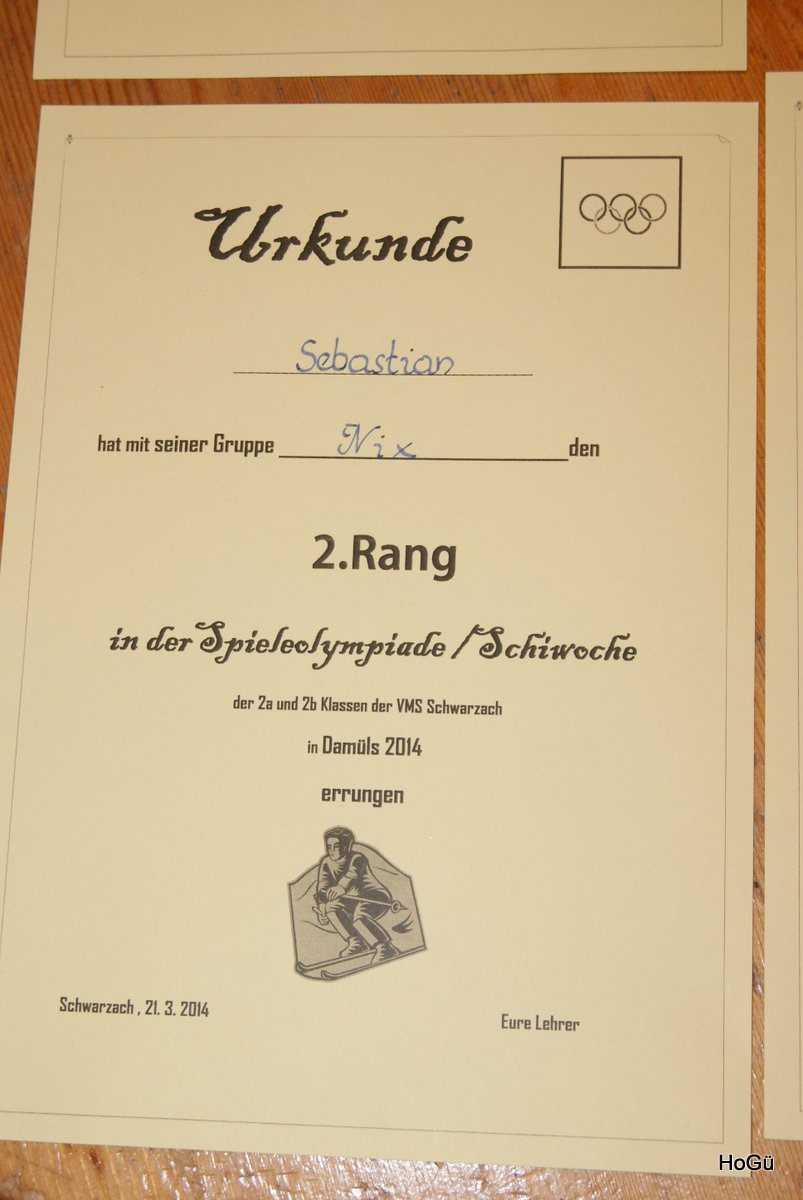 Urkunde
Sebastian
hat mit seiner Gruppe Nix den
2.Rang
in der Spieleolympiade / Schiwoche
der 2a und 2b Klassen der VMS Schwarzach
in Damüls 2014
errungen
Schwarzach , 21. 3. 2014
Eure Lehrer
HoGü